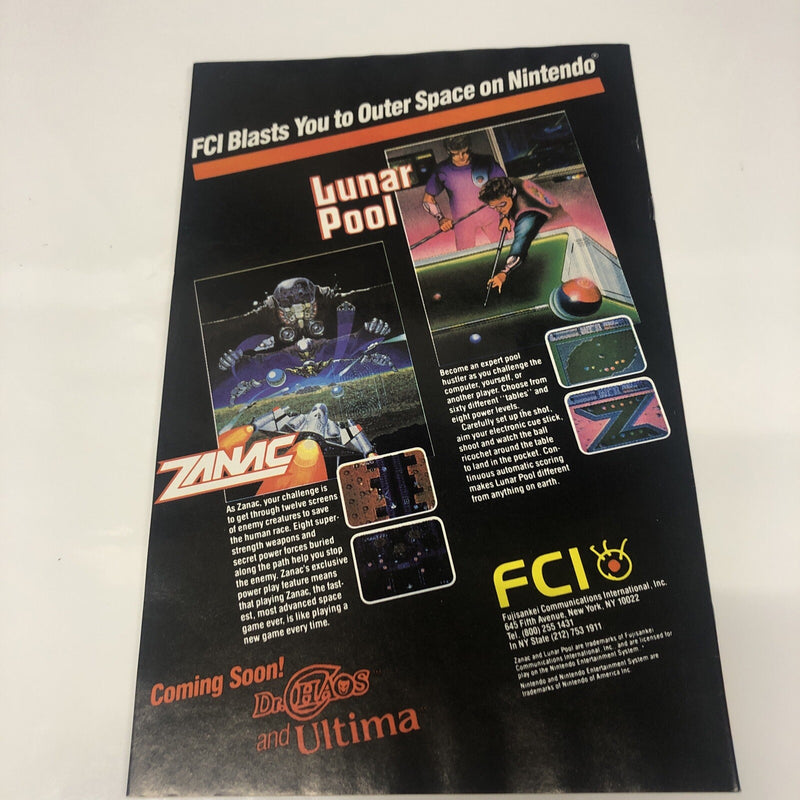 FCI Blasts You to Outer Space on Nintendo®
Lunar
Pool
Become an expert pool
hustler as you challenge the
computer, yourself, or
another player. Choose from
sixty different "tables" and
eight power levels.
Carefully set up the shot,
aim your electronic cue stick,
shoot and watch the ball
ricochet around the table
to land in the pocket. Con-
tinuous automatic scoring
makes Lunar Pool different
from anything on earth.
ZANAC
As Zanac, your challenge is
to get through twelve screens
of enemy creatures to save
the human race. Eight super-
strength weapons and
secret power forces buried
along the path help you stop
the enemy. Zanac's exclusive
power play feature means
that playing Zanac, the fast-
est, most advanced space
game ever, is like playing a
new game every time.
FCI
Fujisankei Communications International, Inc.
645 Fifth Avenue, New York, NY 10022
Tel. (800) 255 1431
In NY State (212) 753 1911
Zanac and Lunar Pool are trademarks of Fujisankei
Communications International, Inc. and are licensed for
play on the Nintendo Entertainment System.
Nintendo and Nintendo Entertainment System are
trademarks of Nintendo of America Inc.
Coming Soon!
Dr. CHAOS
and Ultima